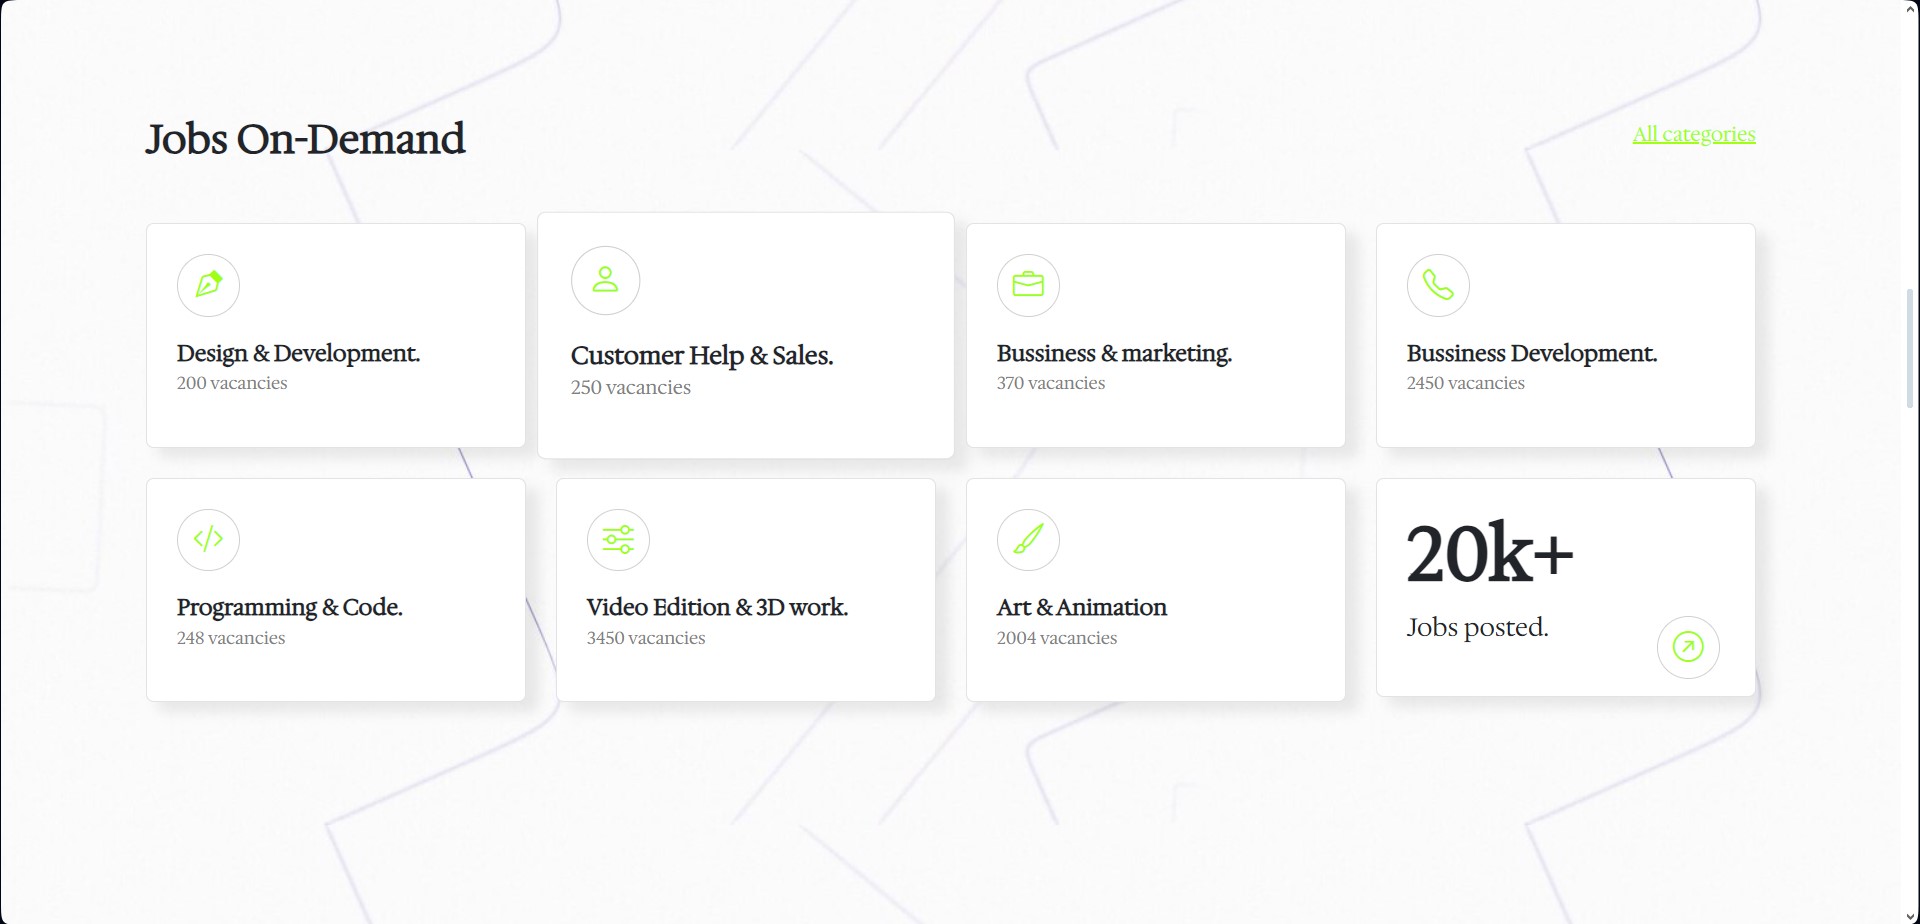 Jobs On-Demand
All categories
Design & Development.
200 vacancies
Customer Help & Sales.
250 vacancies
Bussiness & marketing.
370 vacancies
Bussiness Development.
2450 vacancies
Programming & Code.
248 vacancies
Video Edition & 3D work.
3450 vacancies
Art & Animation
2004 vacancies
20k+
Jobs posted.